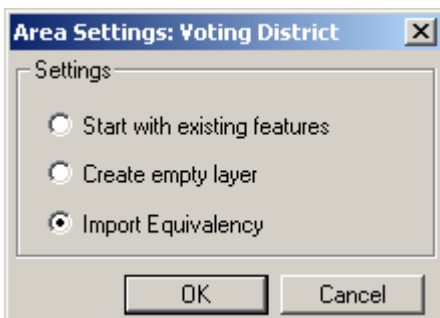 Area Settings: Voting District
Settings
Start with existing features
Create empty layer
Import Equivalency
OK
Cancel